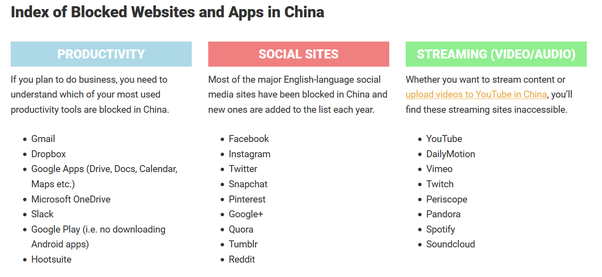 Index of Blocked Websites and Apps in China
PRODUCTIVITY
If you plan to do business, you need to
understand which of your most used
productivity tools are blocked in China.
Gmail
Dropbox
Google Apps (Drive, Docs, Calendar,
Maps etc.)
Microsoft OneDrive
Slack
Google Play (i.e. no downloading
Android apps)
Hootsuite
SOCIAL SITES
Most of the major English-language social
media sites have been blocked in China and
new ones are added to the list each year.
Facebook
Instagram
Twitter
Snapchat
Pinterest
Google+
Quora
Tumblr
Reddit
STREAMING (VIDEO/AUDIO)
Whether you want to stream content or
upload videos to YouTube in China, you'll
find these streaming sites inaccessible.
YouTube
DailyMotion
Vimeo
Twitch
Periscope
Pandora
Spotify
Soundcloud